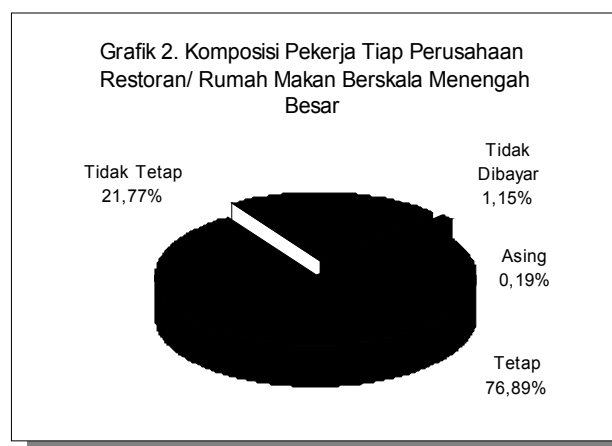 Grafik 2. Komposisi Pekerja Tiap Perusahaan
Restoran/ Rumah Makan Berskala Menengah
Besar
Tidak Tetap
21,77%
Tidak
Dibayar
1,15%
Asing
0,19%
Tetap
76,89%